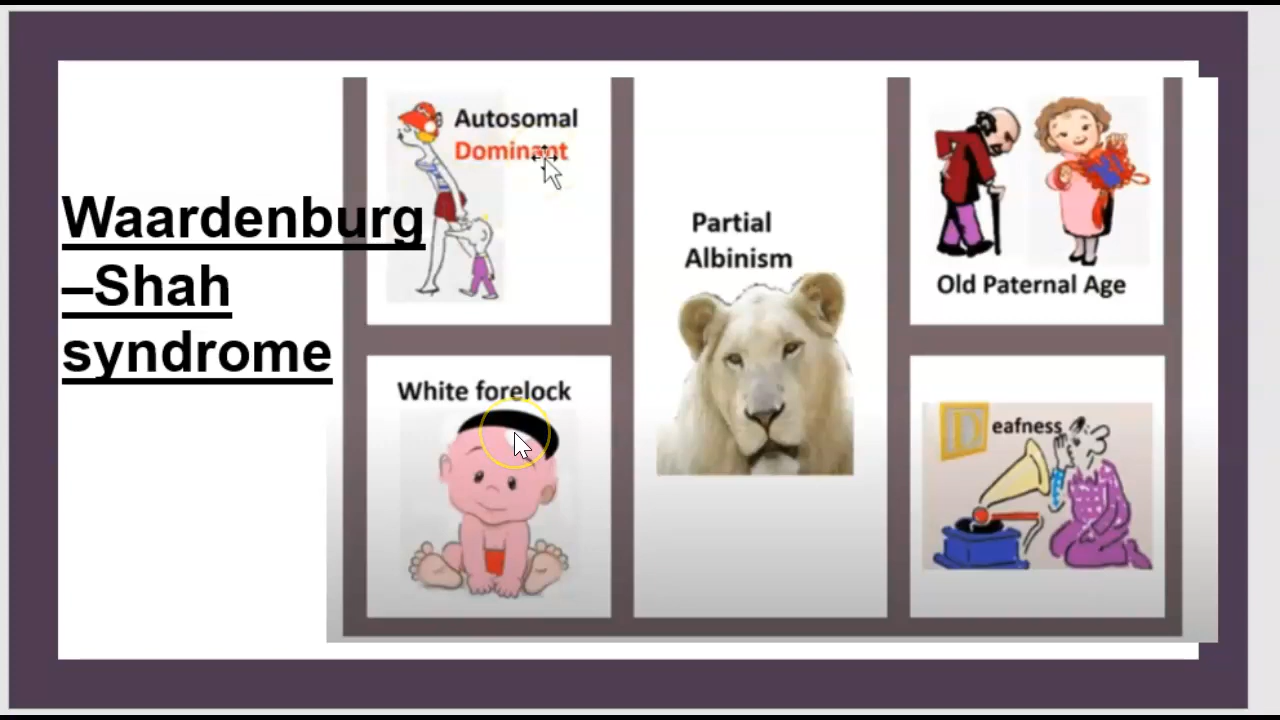 Waardenburg
–Shah
syndrome
Autosomal
Dominant
Partial
Albinism
Old Paternal Age
White forelock
Deafness